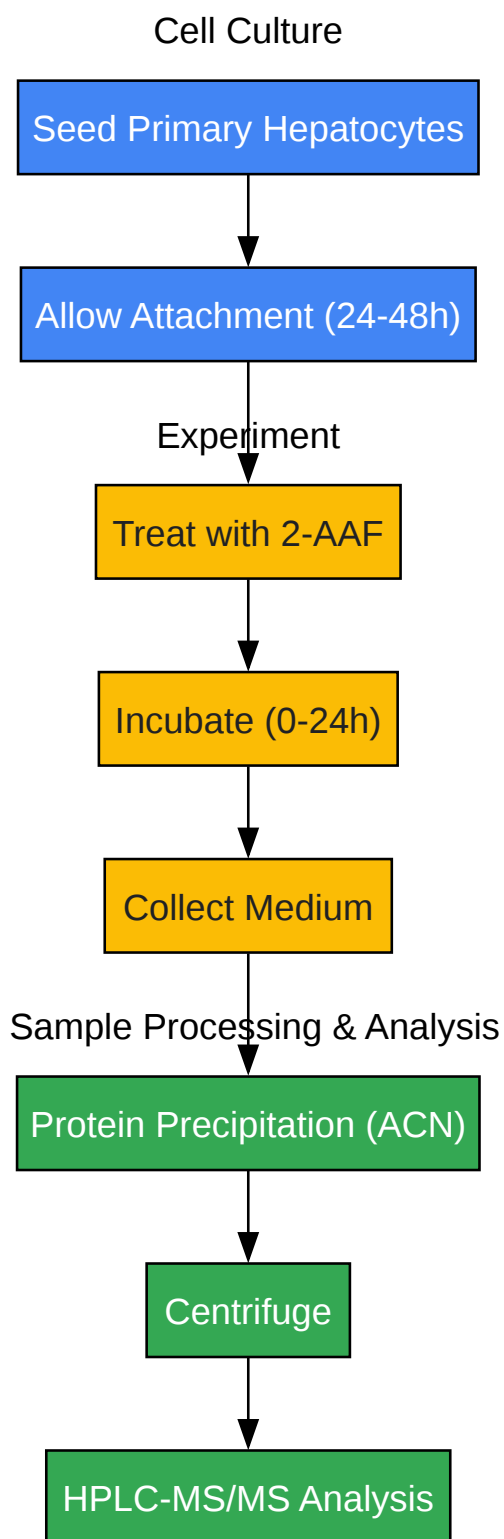 Cell Culture
Seed Primary Hepatocytes
Allow Attachment (24-48h)
Experiment
Treat with 2-AAF
Incubate (0-24h)
Collect Medium
Sample Processing & Analysis
Protein Precipitation (ACN)
Centrifuge
HPLC-MS/MS Analysis